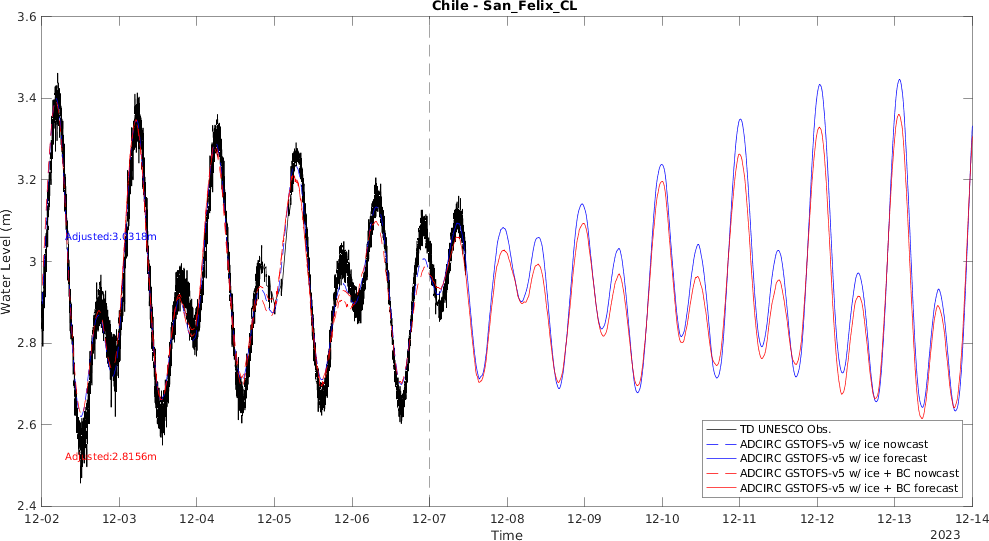 Chile - San_Felix_CL
3.6
3.4
3.2
3
2.8
2.6
2.4
Water Level (m)
Adjusted:3.0318m
Adjusted:2.8156m
TD UNESCO Obs.
ADCIRC GSTOFS-v5 w/ ice nowcast
ADCIRC GSTOFS-v5 w/ ice forecast
ADCIRC GSTOFS-v5 w/ ice + BC nowcast
ADCIRC GSTOFS-v5 w/ ice + BC forecast
12-02 12-03 12-04 12-05 12-06 12-07 12-08 12-09 12-10 12-11 12-12 12-13 12-14
Time
2023